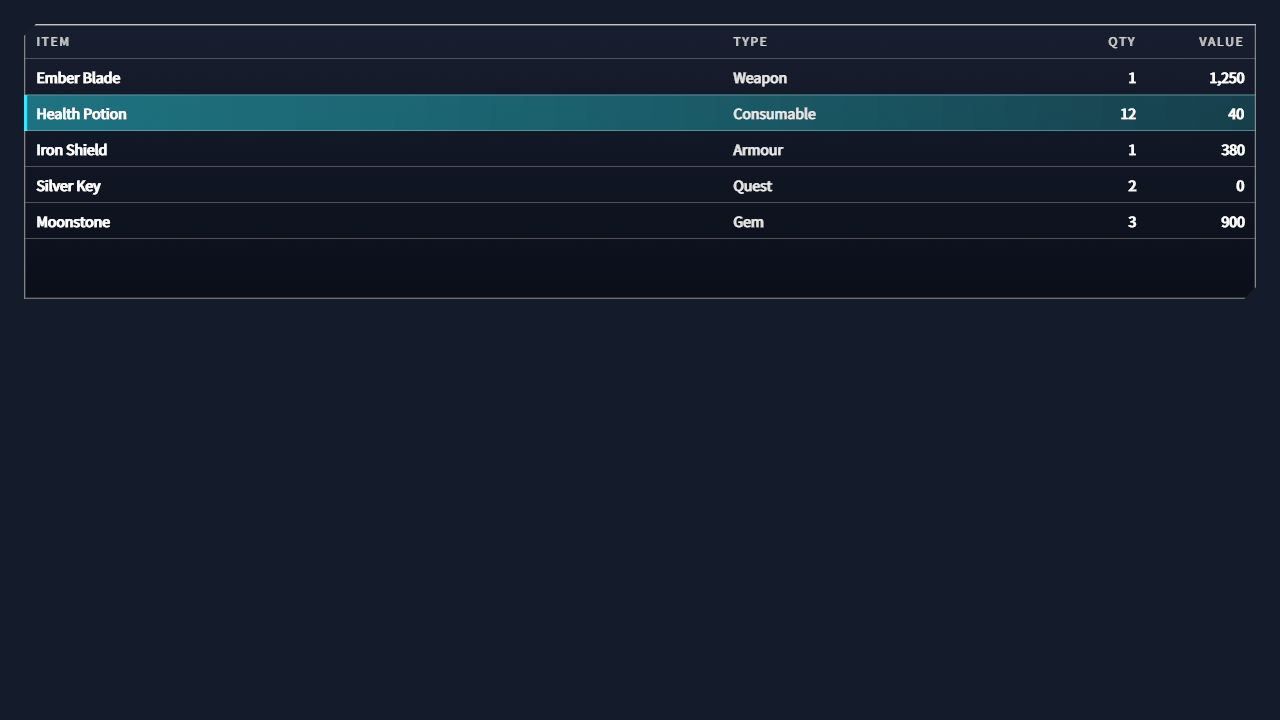 ITEM TYPE QTY VALUE
Ember Blade Weapon 1 1,250
Health Potion Consumable 12 40
Iron Shield Armour 1 380
Silver Key Quest 2 0
Moonstone Gem 3 900